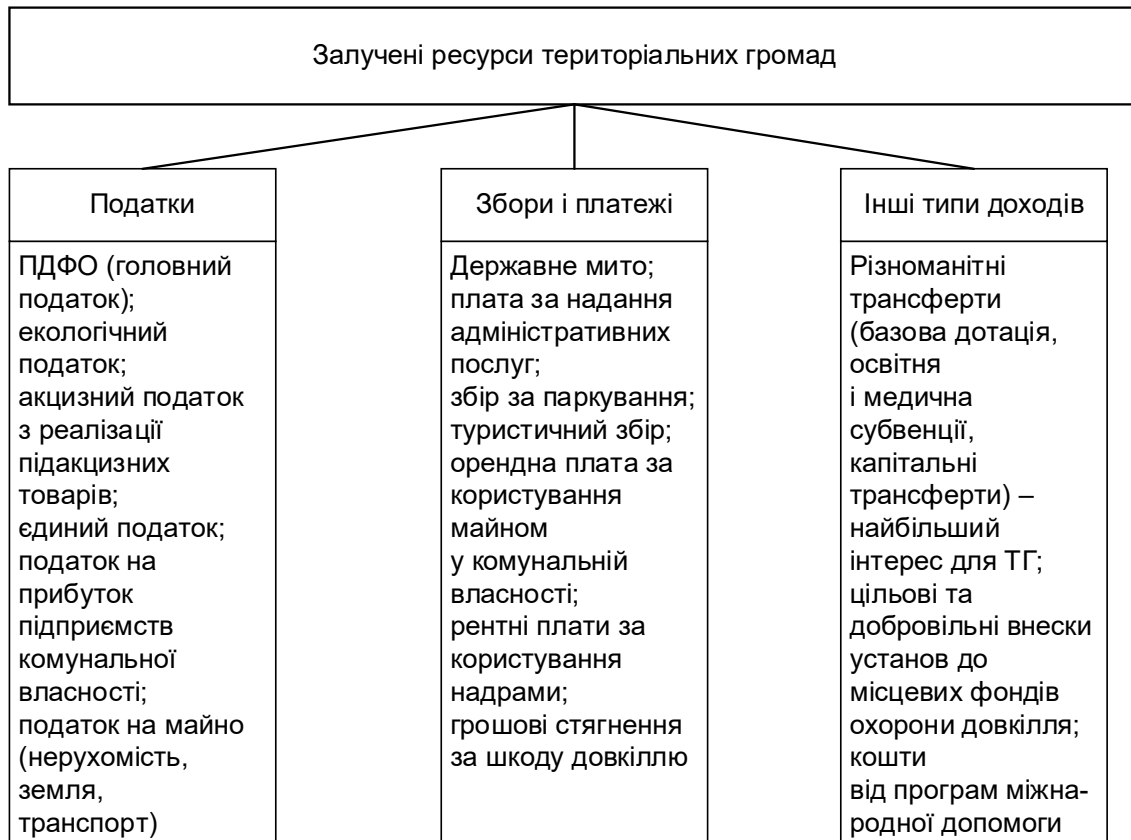 Залучені ресурси територіальних громад
Податки
ПДФО (головний
податок);
екологічний
податок;
акцизний податок
з реалізації
підакцизних
товарів;
єдиний податок;
податок на
прибуток
підприємств
комунальної
власності;
податок на майно
(нерухомість,
земля,
транспорт)
Збори і платежі
Державне мито;
плата за надання
адміністративних
послуг;
збір за паркування;
туристичний збір;
орендна плата за
користування
майном
у комунальній
власності;
рентні плати за
користування
надрами;
грошові стягнення
за шкоду довкіллю
Інші типи доходів
Різноманітні
трансферти
(базова дотація,
освітня
і медична
субвенції,
капітальні
трансферти) –
найбільший
інтерес для ТГ;
цільові та
добровільні внески
установ до
місцевих фондів
охорони довкілля;
кошти
від програм міжна-
родної допомоги